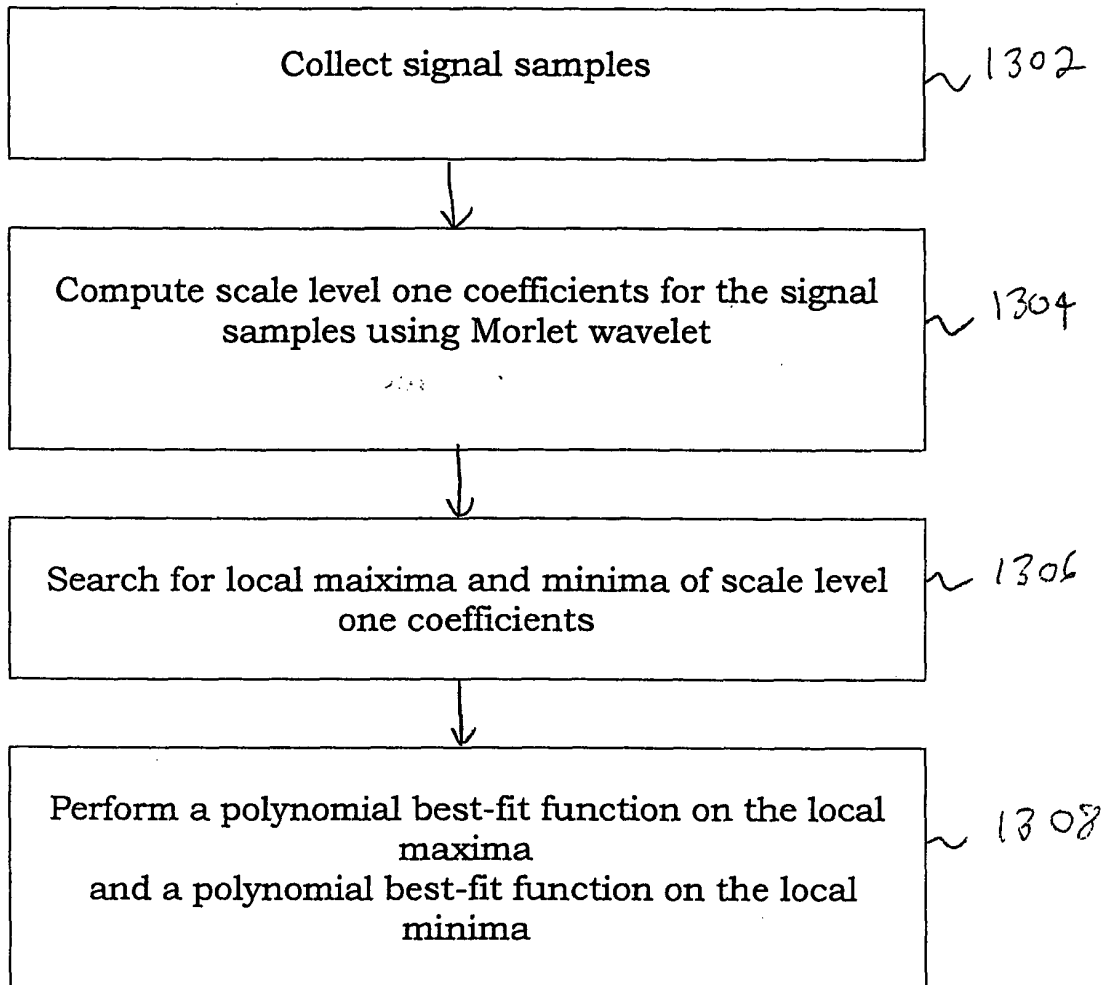 Collect signal samples
1302
Compute scale level one coefficients for the signal
samples using Morlet wavelet
1304
Search for local maixima and minima of scale level
one coefficients
1306
Perform a polynomial best-fit function on the local
maxima
and a polynomial best-fit function on the local
minima
1308